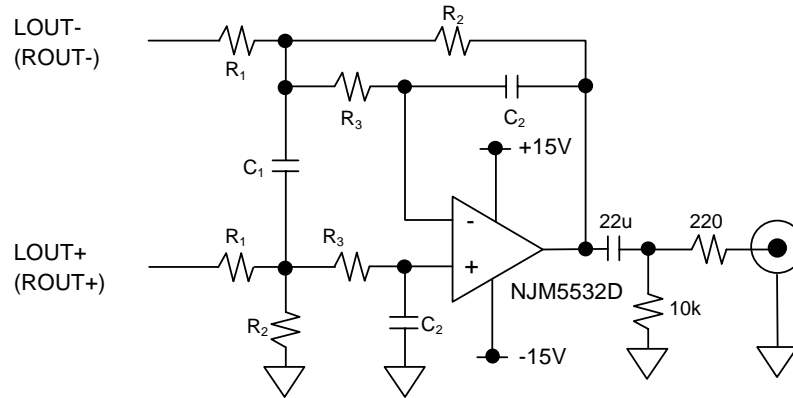 LOUT-
(ROUT-)
R₁
R₂
R₃
C₂
C₁
+15V
-
+
LOUT+
(ROUT+)
R₁
R₃
R₂
C₂
-15V
NJM5532D
22u
220
10k